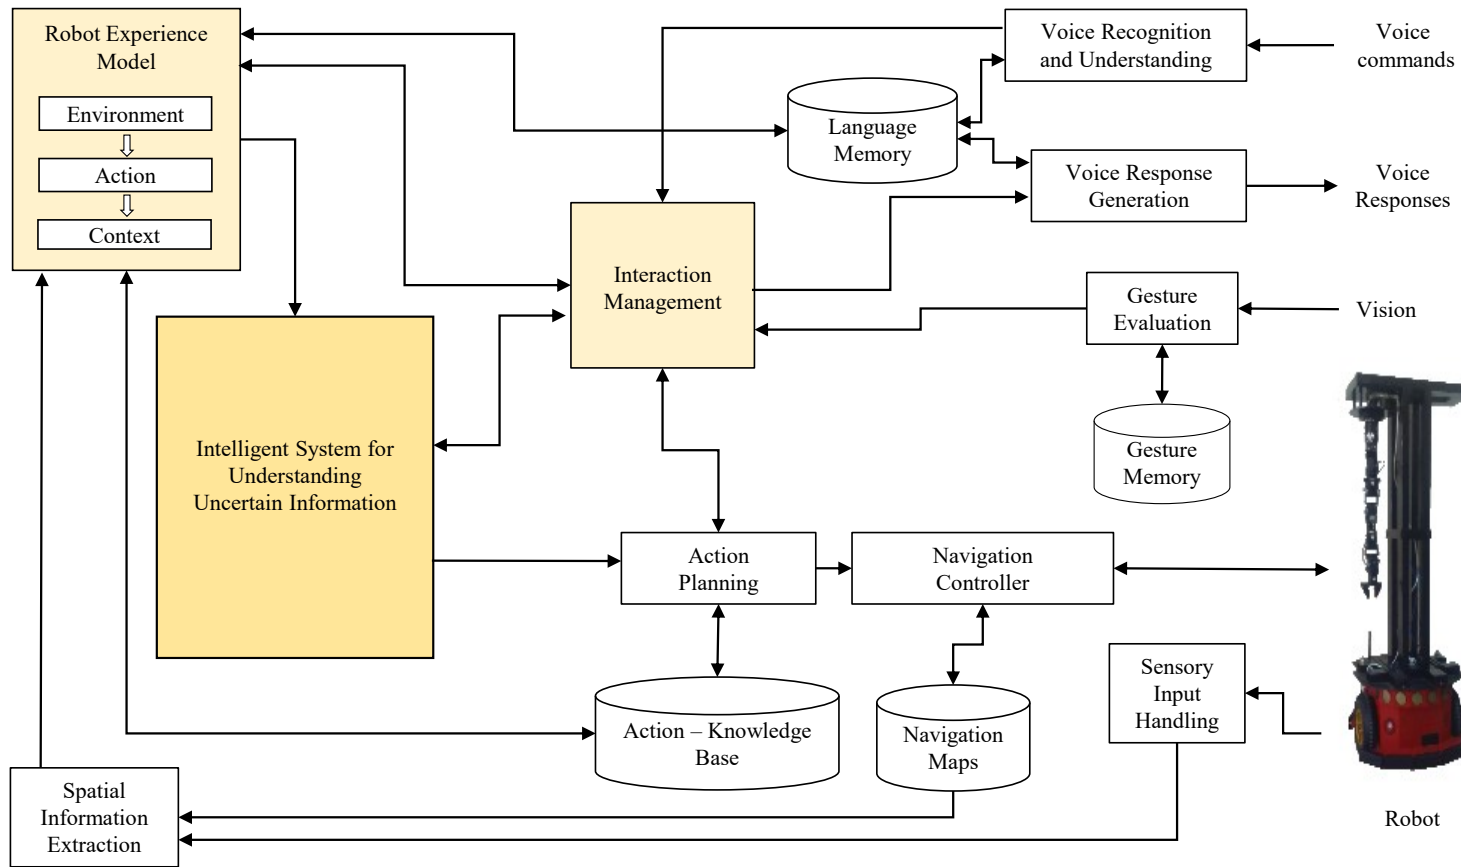 Robot Experience
Model
Environment
Action
Context
Voice Recognition
and Understanding
Voice
commands
Language
Memory
Voice Response
Generation
Voice
Responses
Interaction
Management
Gesture
Evaluation
Vision
Gesture
Memory
Intelligent System for
Understanding
Uncertain Information
Action
Planning
Navigation
Controller
Sensory
Input
Handling
Action – Knowledge
Base
Navigation
Maps
Spatial
Information
Extraction
Robot